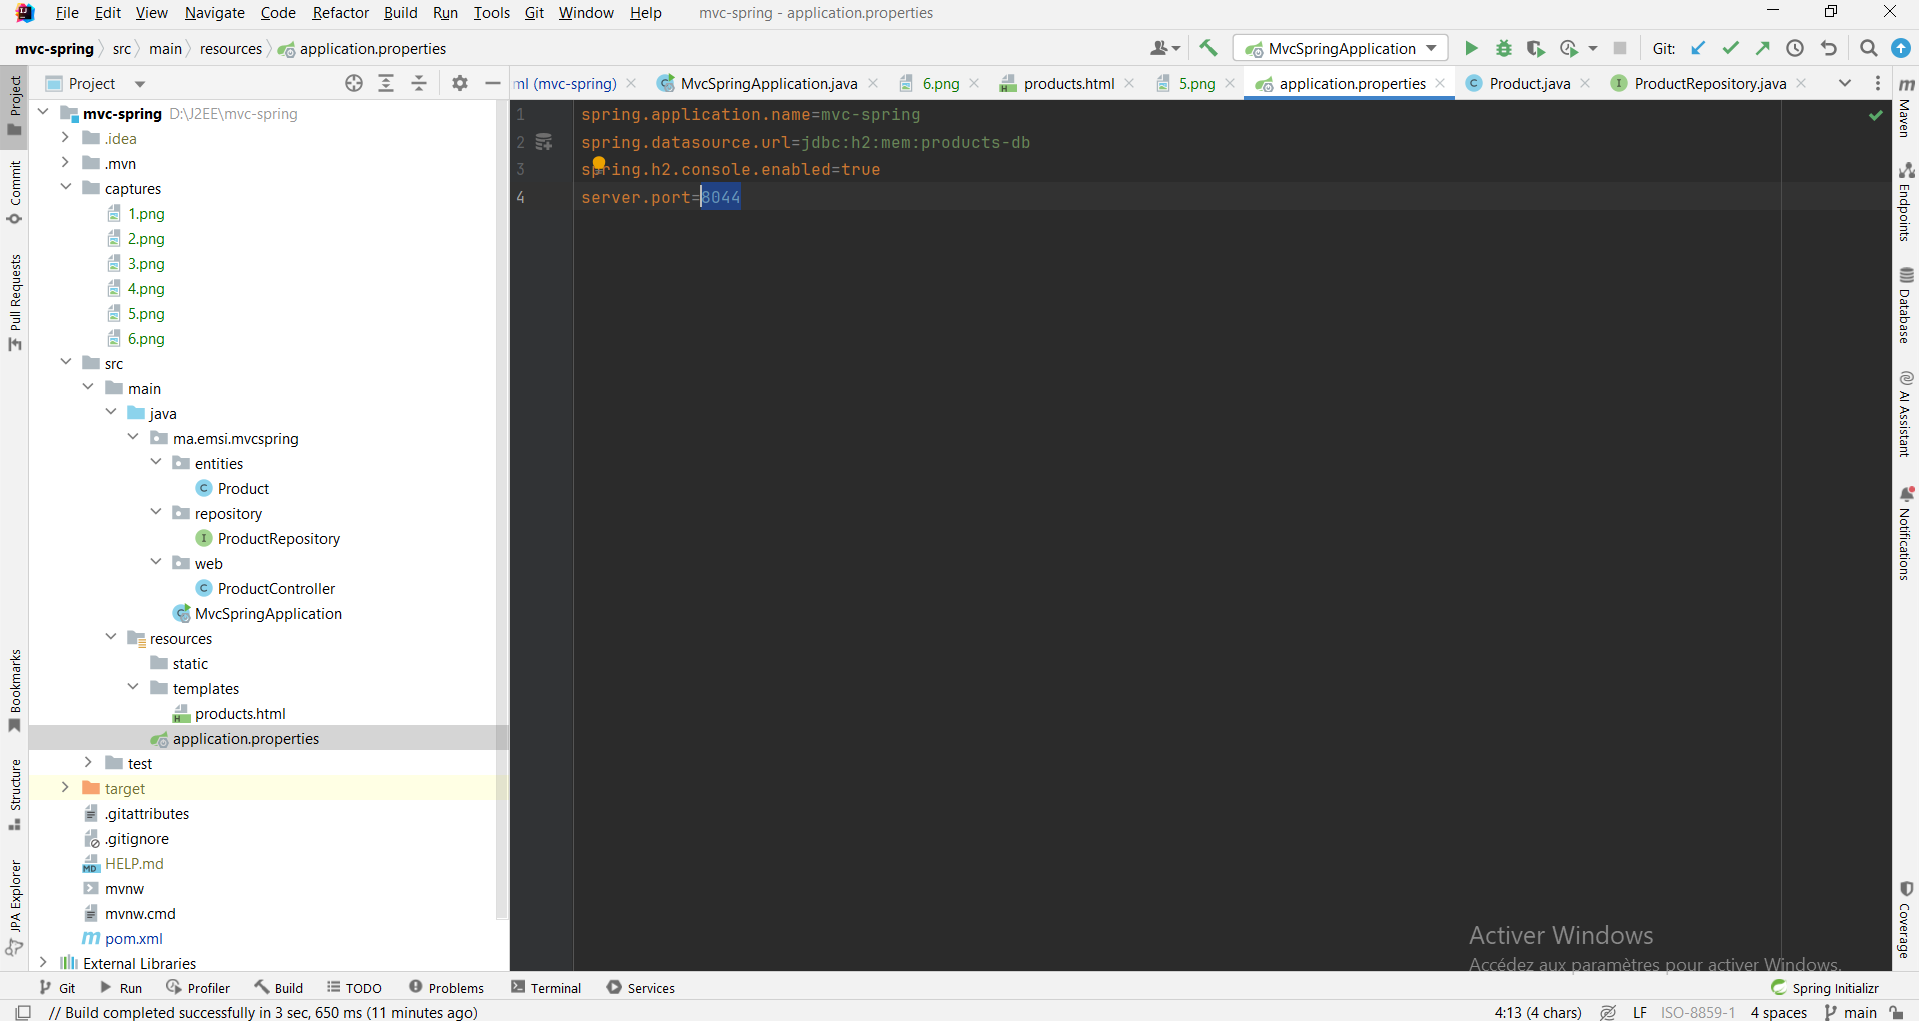 File Edit View Navigate Code Refactor Build Run Tools Git Window Help mvc-spring - application.properties
mvc-spring src main resources application.properties
MvcSpringApplication
Git:
Project
ml (mvc-spring)
MvcSpringApplication.java
6.png
products.html
5.png
application.properties
Product.java
ProductRepository.java
Project
Commit
Pull Requests
Bookmarks
Structure
JPA Explorer
mvc-spring D:\J2EE\mvc-spring
.idea
.mvn
captures
1.png
2.png
3.png
4.png
5.png
6.png
src
main
java
ma.emsi.mvcspring
entities
Product
repository
ProductRepository
web
ProductController
MvcSpringApplication
resources
static
templates
products.html
application.properties
test
target
.gitattributes
.gitignore
HELP.md
mvnw
mvnw.cmd
pom.xml
External Libraries
1 spring.application.name=mvc-spring
2 spring.datasource.url=jdbc:h2:mem:products-db
3 spring.h2.console.enabled=true
4 server.port=8044
Maven
Endpoints
Database
AI Assistant
Notifications
Coverage
Activer Windows
Accédez aux paramètres pour activer Windows.
Git Run Profiler Build TODO Problems Terminal Services Spring Initializr
// Build completed successfully in 3 sec, 650 ms (11 minutes ago) 4:13 (4 chars) LF ISO-8859-1 4 spaces main